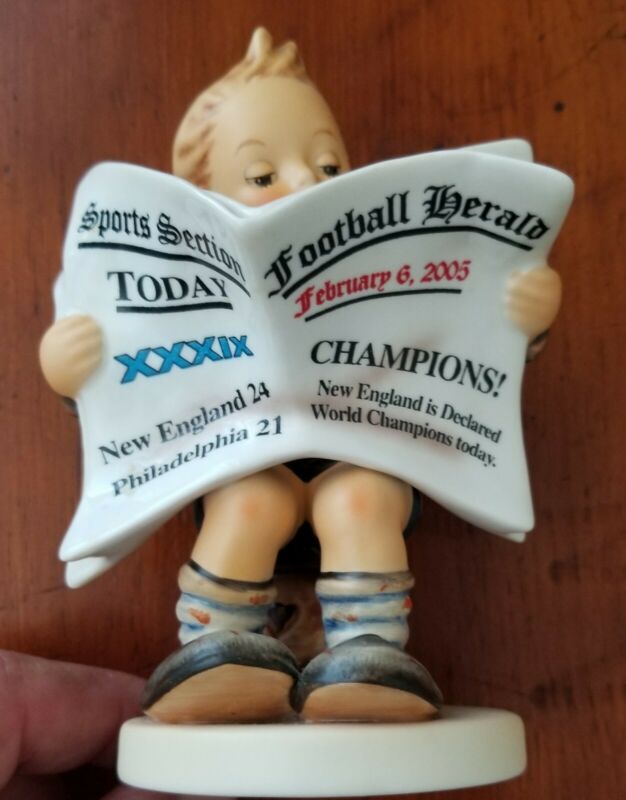 Sports Section
TODAY
XXXIX
New England 24
Philadelphia 21
Football Herald
February 6, 2005
CHAMPIONS!
New England is Declared
World Champions today.